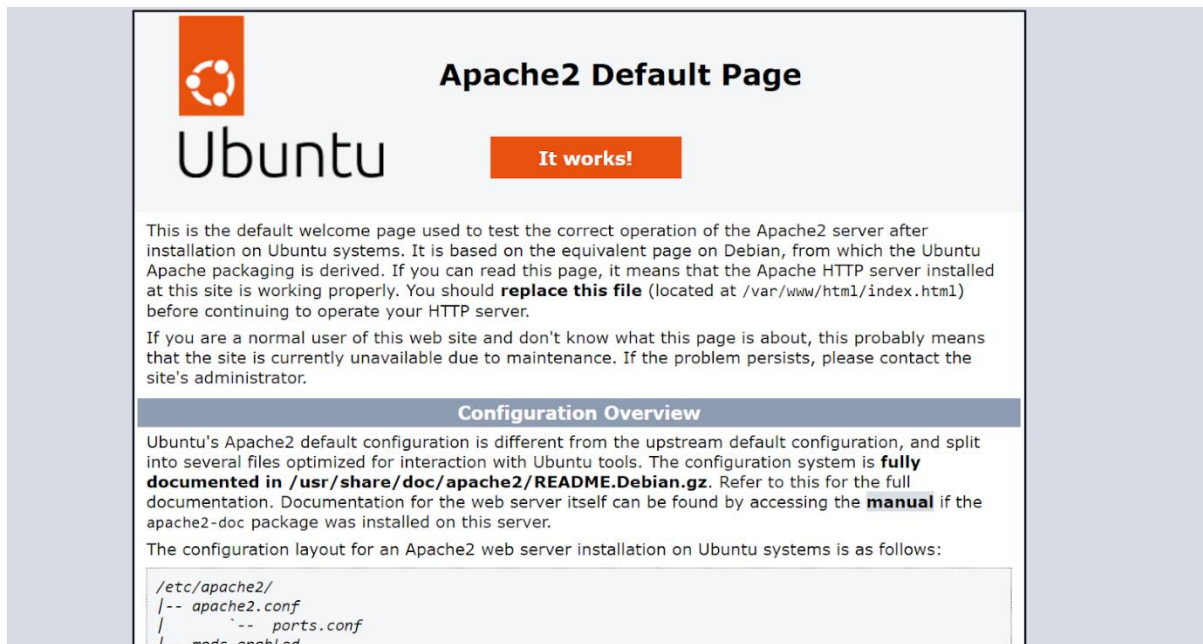 Apache2 Default Page
Ubuntu
It works!
This is the default welcome page used to test the correct operation of the Apache2 server after
installation on Ubuntu systems. It is based on the equivalent page on Debian, from which the Ubuntu
Apache packaging is derived. If you can read this page, it means that the Apache HTTP server installed
at this site is working properly. You should replace this file (located at /var/www/html/index.html)
before continuing to operate your HTTP server.
If you are a normal user of this web site and don't know what this page is about, this probably means
that the site is currently unavailable due to maintenance. If the problem persists, please contact the
site's administrator.
Configuration Overview
Ubuntu's Apache2 default configuration is different from the upstream default configuration, and split
into several files optimized for interaction with Ubuntu tools. The configuration system is fully
documented in /usr/share/doc/apache2/README.Debian.gz. Refer to this for the full
documentation. Documentation for the web server itself can be found by accessing the manual if the
apache2-doc package was installed on this server.
The configuration layout for an Apache2 web server installation on Ubuntu systems is as follows:
/etc/apache2/
|-- apache2.conf
|       `--  ports.conf
|-- mods-enabled